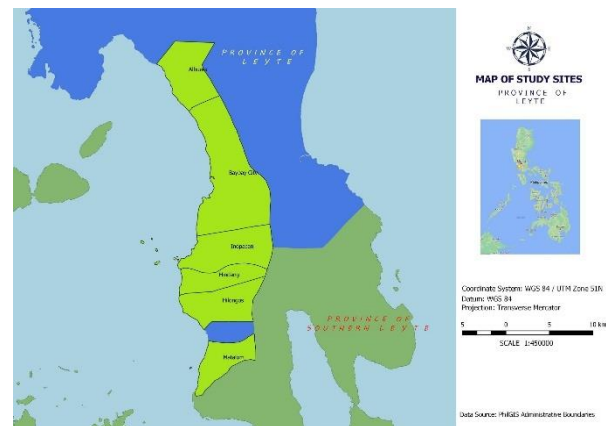 PROVINCE OF
LEYTE
Albuera
Baybay City
Inopacan
Hindang
Hilongos
Matalom
PROVINCE OF
SOUTHERN LEYTE
MAP OF STUDY SITES
PROVINCE OF
LEYTE
Coordinate System: WGS 84 / UTM Zone 51N
Datum: WGS 84
Projection: Transverse Mercator
5 0 5 10 km
SCALE 1:450000
Data Source: PhilGIS Administrative Boundaries